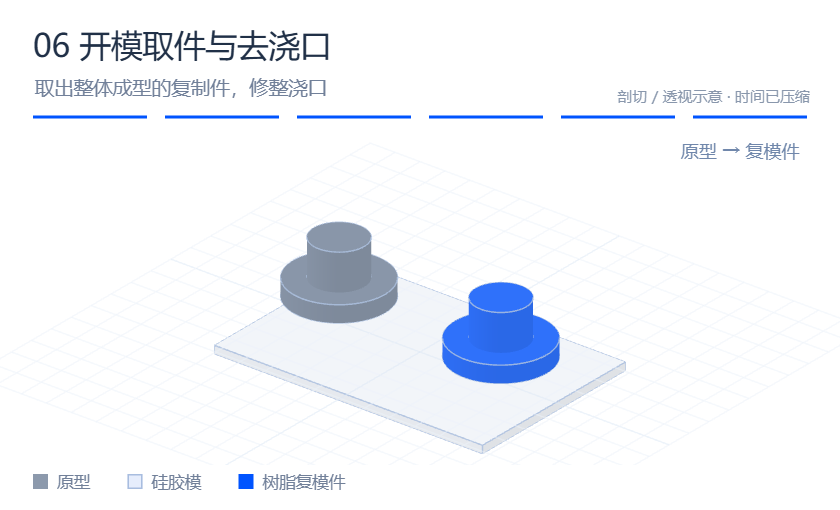 06 开模取件与去浇口
取出整体成型的复制件，修整浇口
剖切 / 透视示意 · 时间已压缩
原型 → 复模件
原型
硅胶模
树脂复模件